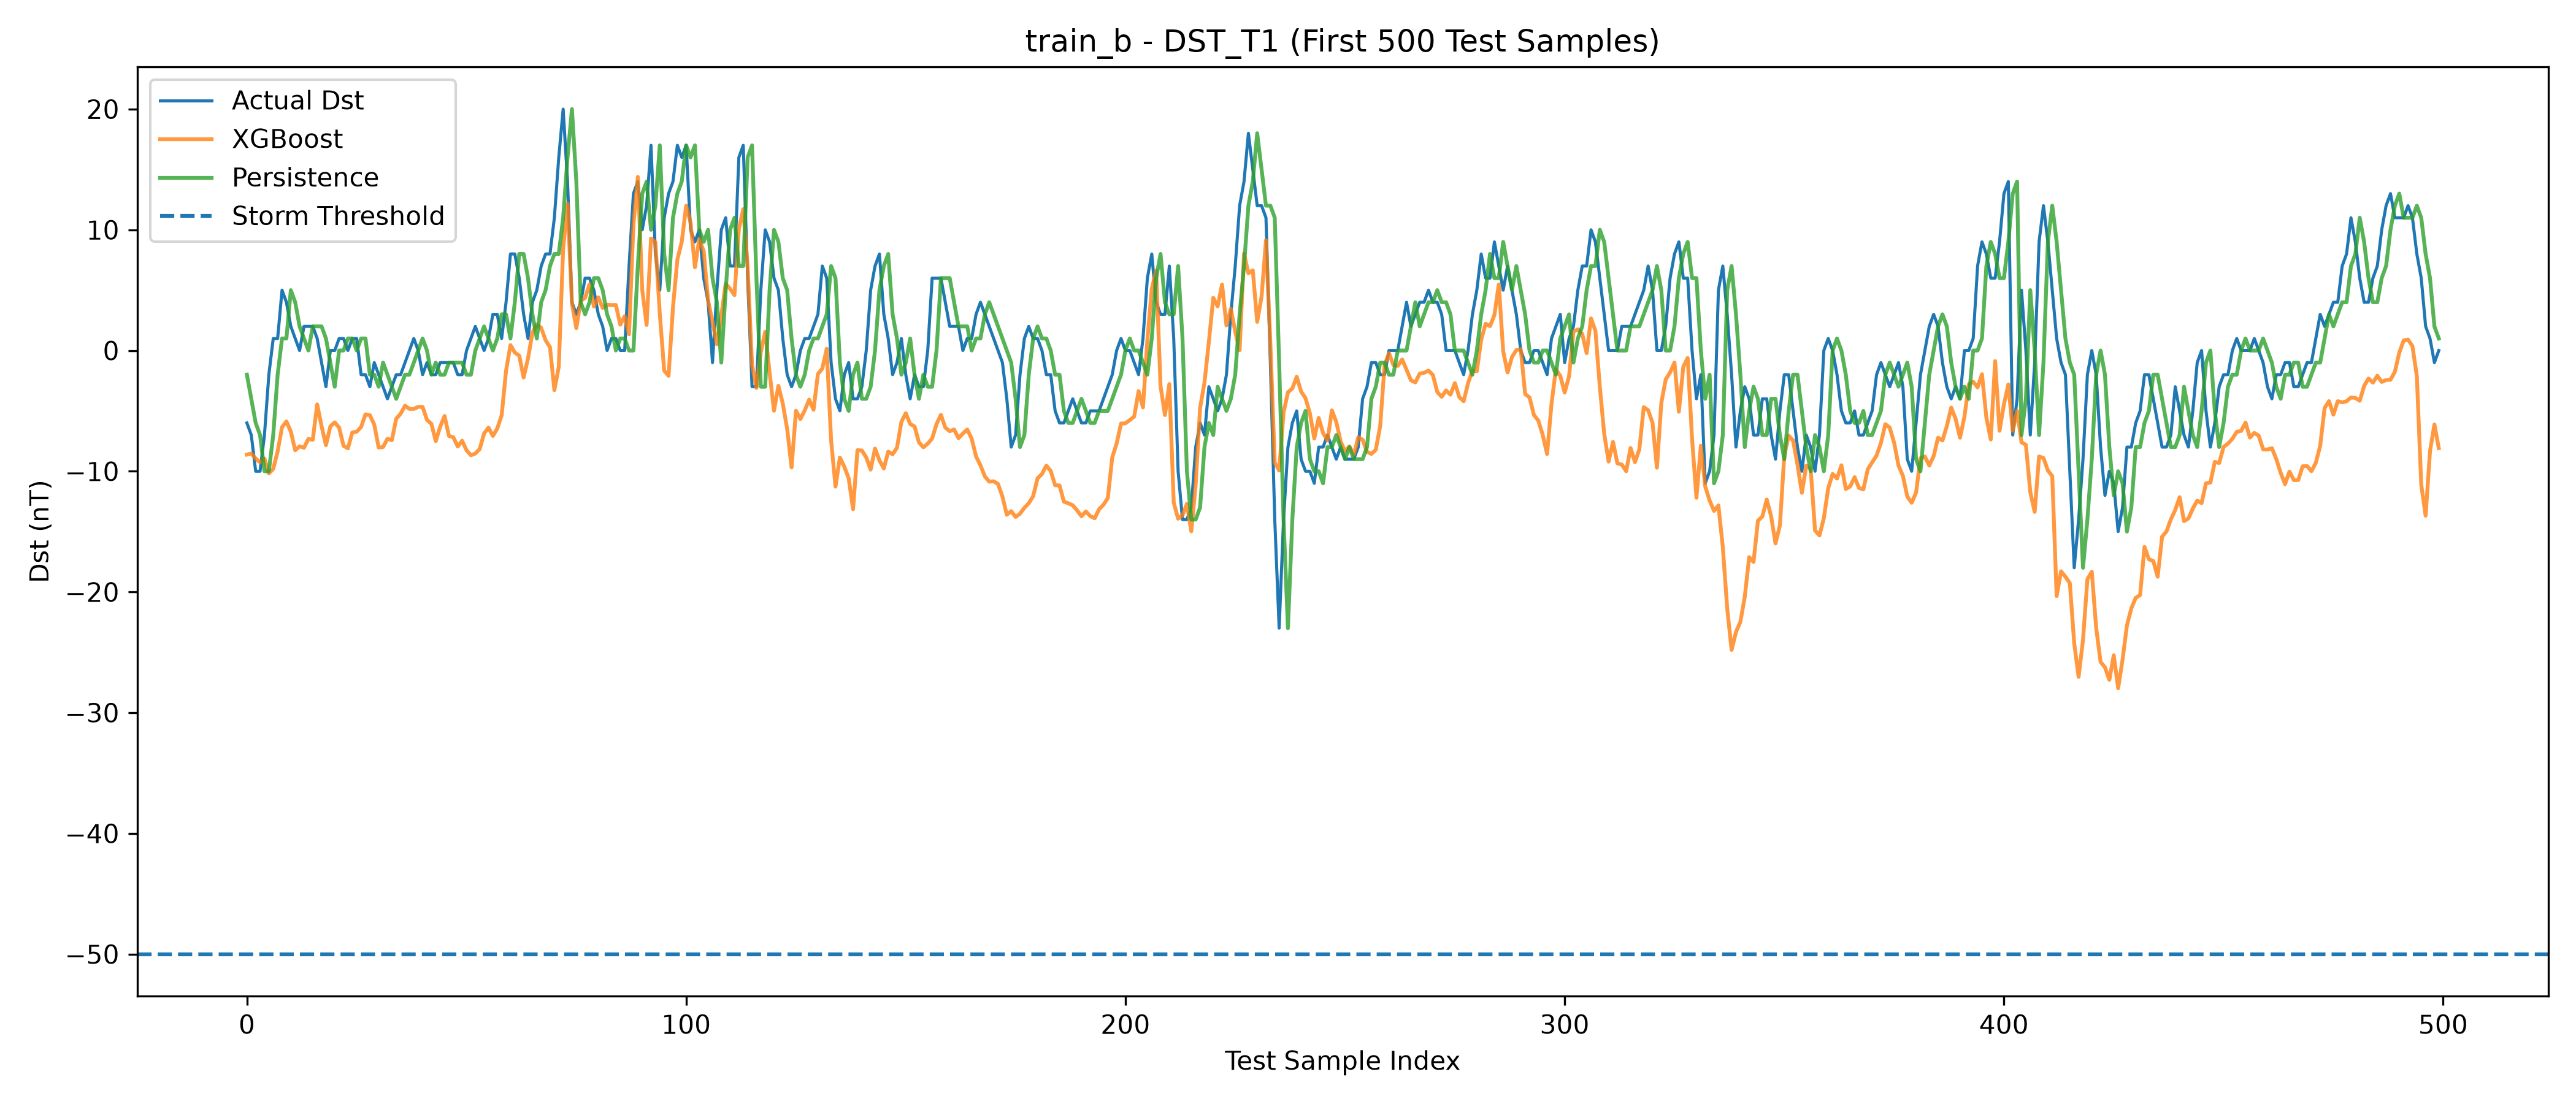 train_b - DST_T1 (First 500 Test Samples)
Actual Dst
XGBoost
Persistence
Storm Threshold
20
10
0
−10
−20
−30
−40
−50
Dst (nT)
0
100
200
300
400
500
Test Sample Index